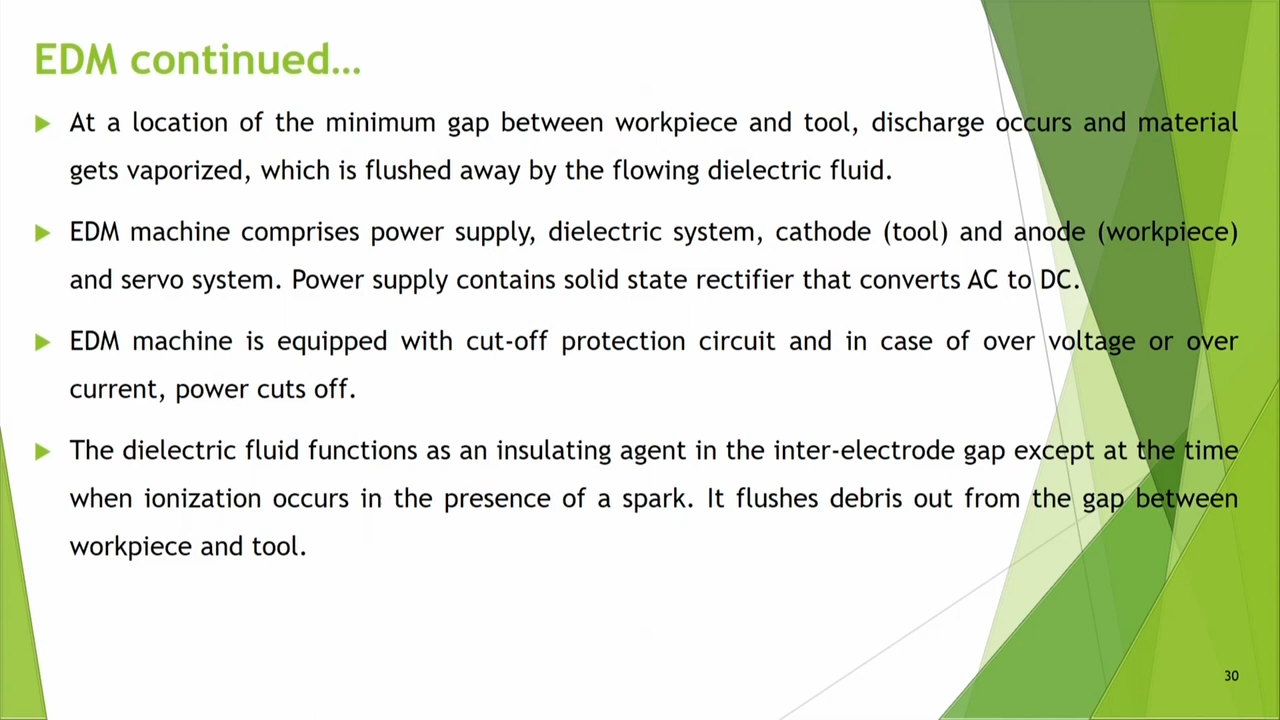 EDM continued...
At a location of the minimum gap between workpiece and tool, discharge occurs and material
gets vaporized, which is flushed away by the flowing dielectric fluid.
EDM machine comprises power supply, dielectric system, cathode (tool) and anode (workpiece)
and servo system. Power supply contains solid state rectifier that converts AC to DC.
EDM machine is equipped with cut-off protection circuit and in case of over voltage or over
current, power cuts off.
The dielectric fluid functions as an insulating agent in the inter-electrode gap except at the time
when ionization occurs in the presence of a spark. It flushes debris out from the gap between
workpiece and tool.
30